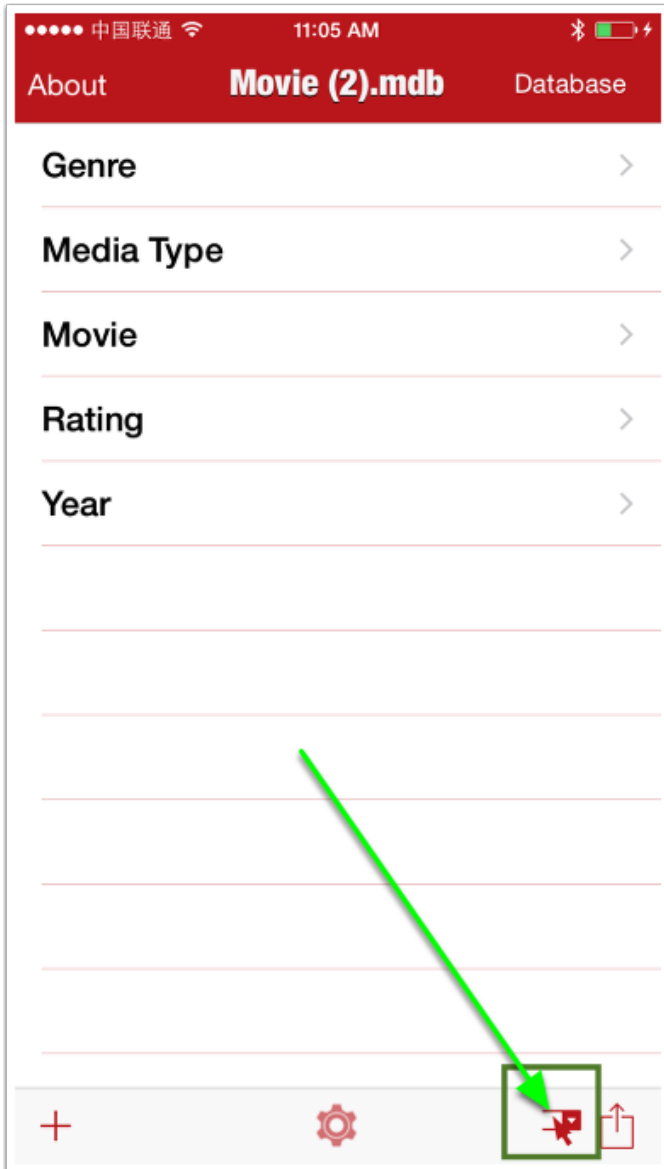 中国联通 11:05 AM
About Movie (2).mdb Database
Genre
Media Type
Movie
Rating
Year